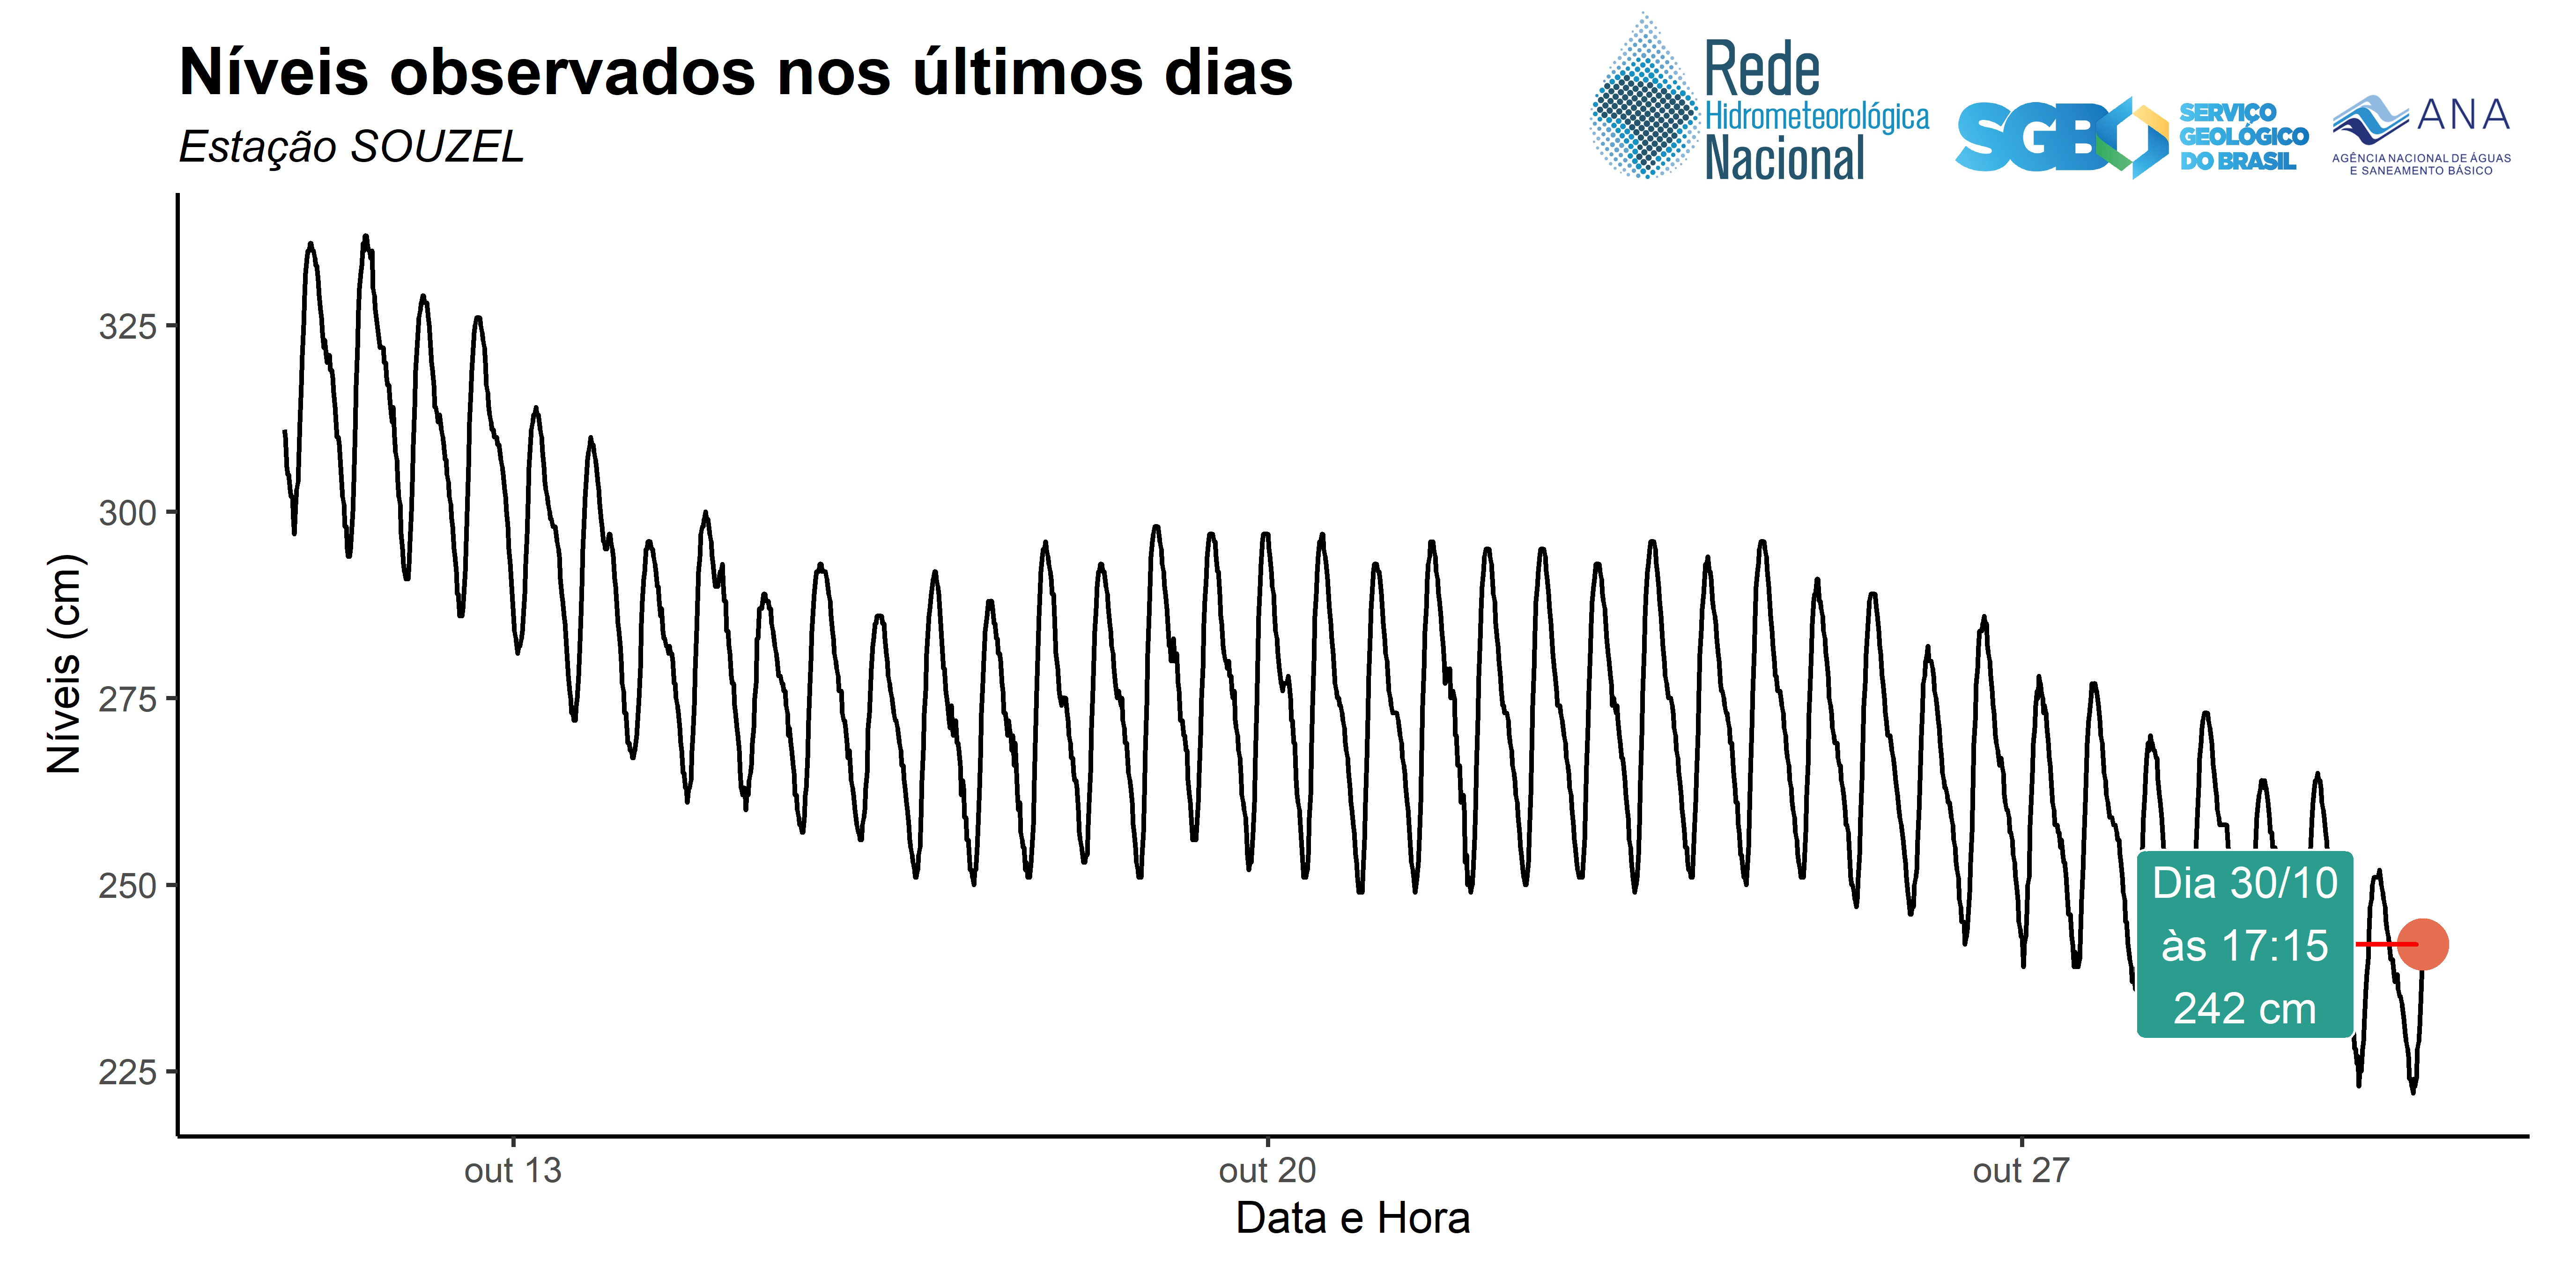 Níveis observados nos últimos dias
Estação SOUZEL
Rede
Hidrometeorológica
Nacional
SGB
SERVIÇO
GEOLÓGICO
DO BRASIL
ANA
AGÊNCIA NACIONAL DE ÁGUAS
E SANEAMENTO BÁSICO
Níveis (cm)
325
300
275
250
225
Dia 30/10
às 17:15
242 cm
out 13
out 20
out 27
Data e Hora